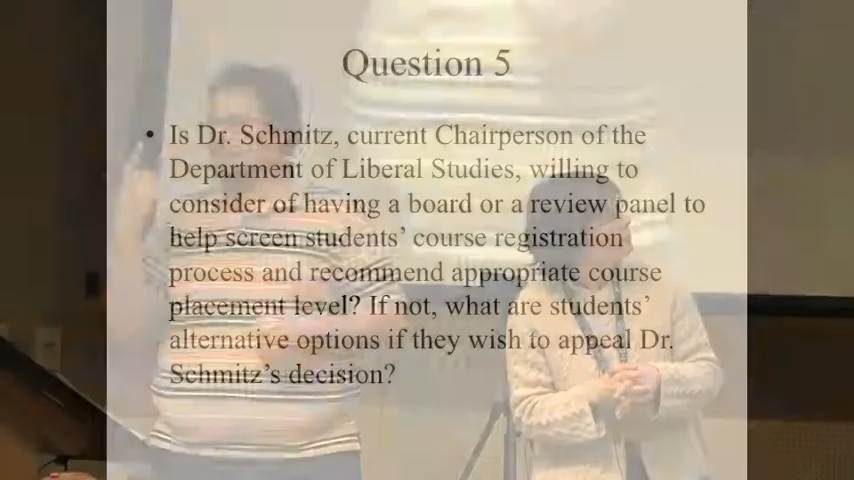 Question 5
• Is Dr. Schmitz, current Chairperson of the
Department of Liberal Studies, willing to
consider of having a board or a review panel to
help screen students’ course registration
process and recommend appropriate course
placement level? If not, what are students’
alternative options if they wish to appeal Dr.
Schmitz’s decision?